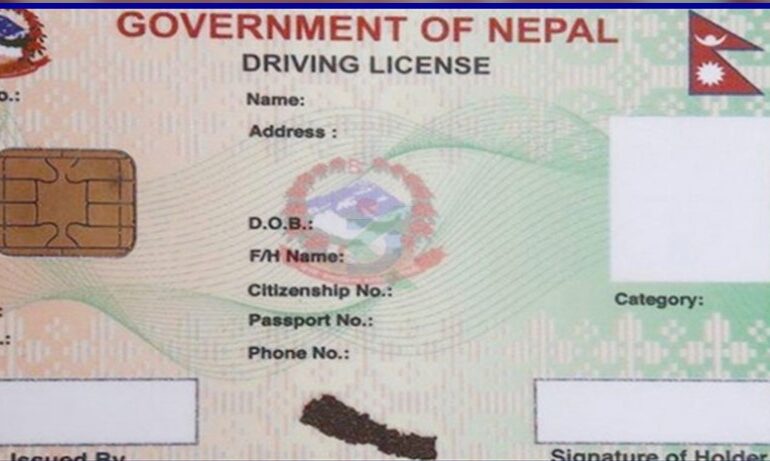 GOVERNMENT OF NEPAL
DRIVING LICENSE
o.:
Name:
Address :
D.O.B.:
F/H Name:
Citizenship No.:
Category:
Passport No.:
.:
Phone No.:
Issued By
Signature of Holder